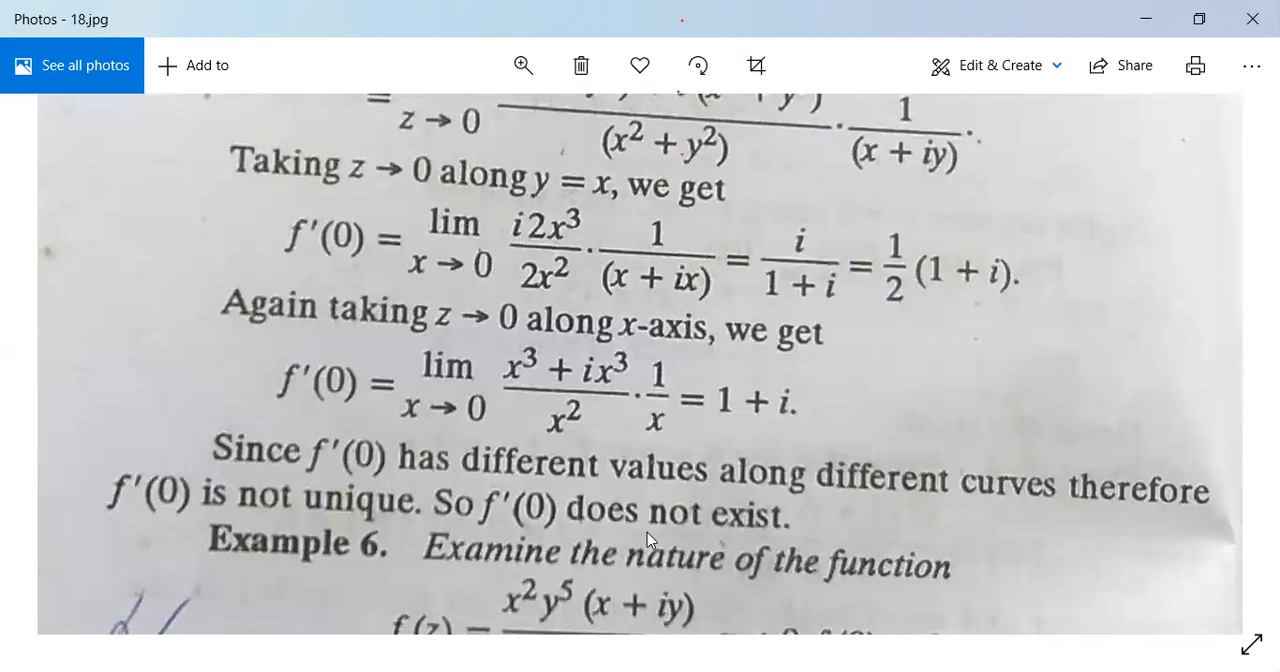 Photos - 18.jpg
See all photos
Add to
Edit & Create
Share
=
z → 0
(x² + y²) · 1/(x + iy) ·
Taking z → 0 along y = x, we get
f'(0) = lim x → 0 i2x³/2x² · 1/(x + ix) = i/(1 + i) = 1/2 (1 + i).
Again taking z → 0 along x-axis, we get
f'(0) = lim x → 0 (x³ + ix³)/x² · 1/x = 1 + i.
Since f'(0) has different values along different curves therefore
f'(0) is not unique. So f'(0) does not exist.
Example 6. Examine the nature of the function
x² y⁵ (x + iy)
f (z) =